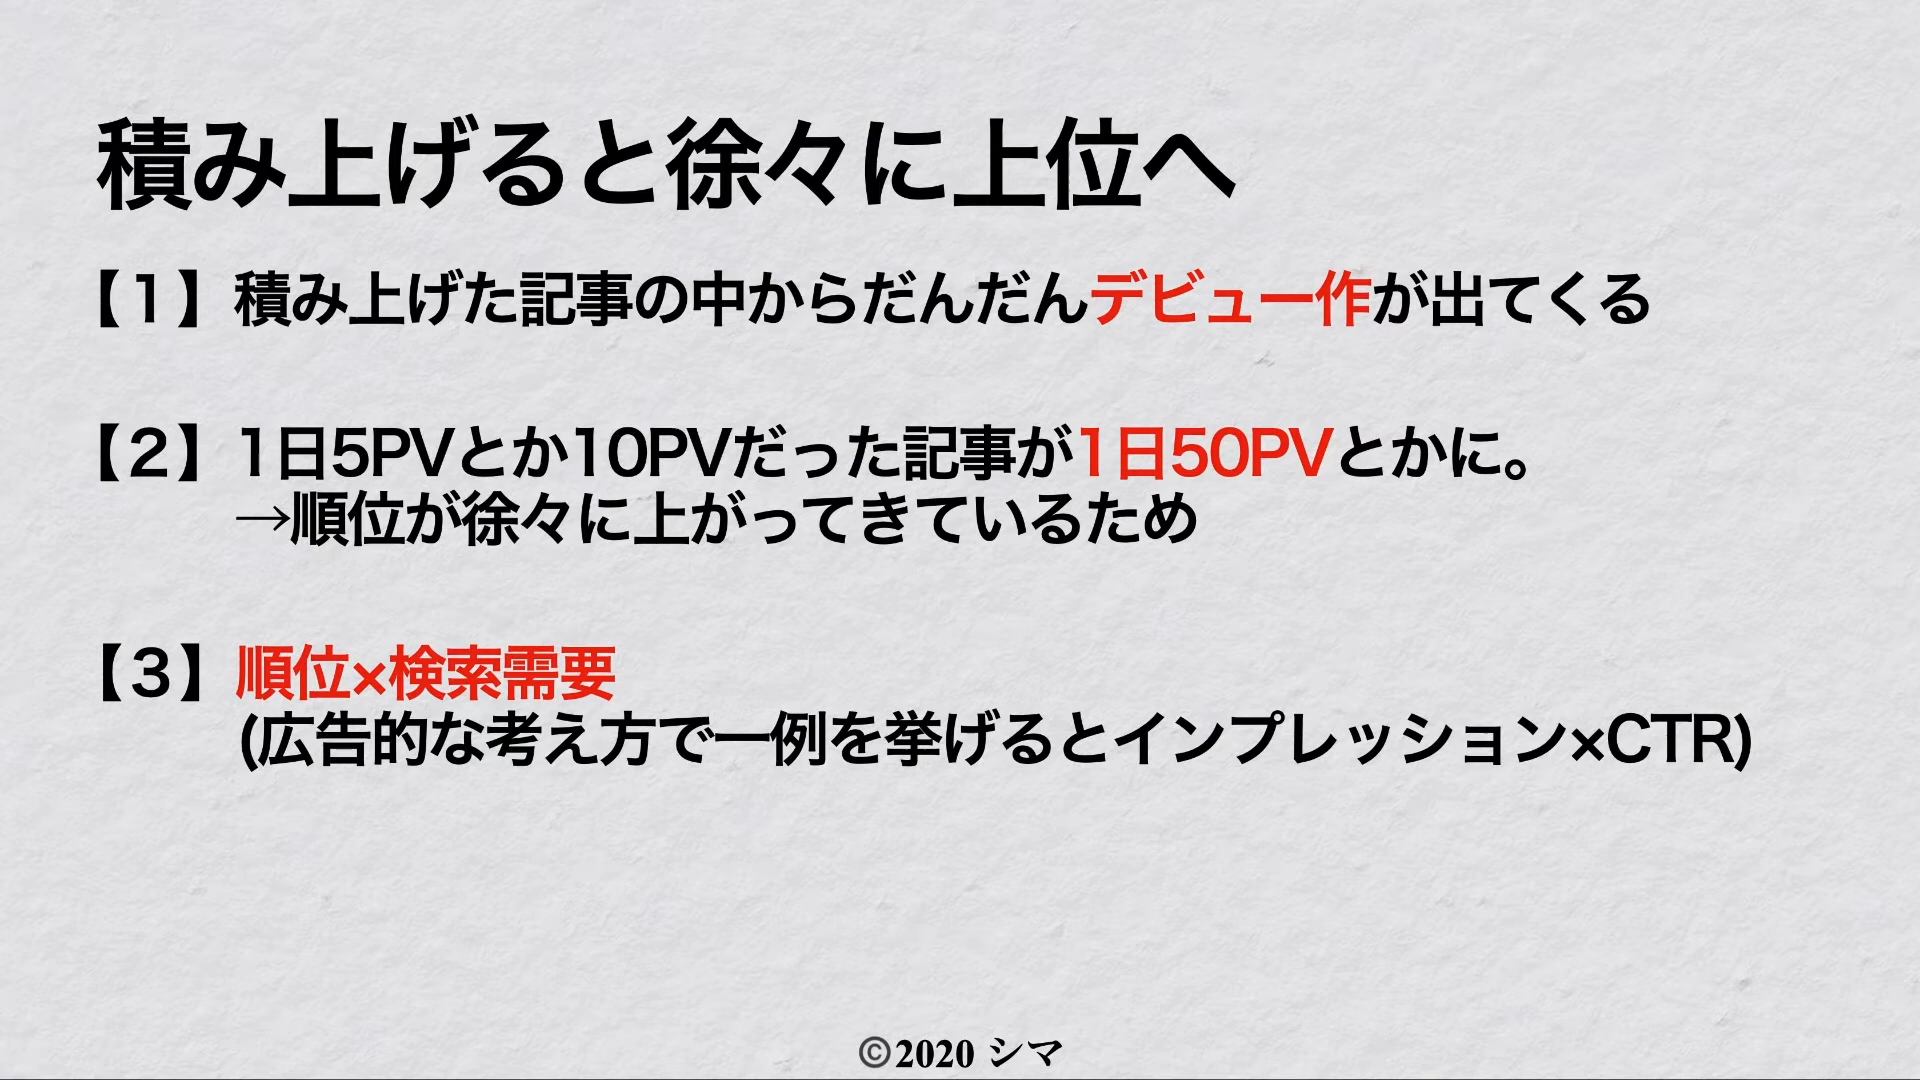 積み上げると徐々に上位へ
【１】積み上げた記事の中からだんだんデビュー作が出てくる
【２】1日5PVとか10PVだった記事が1日50PVとかに。
→順位が徐々に上がってきているため
【３】順位×検索需要
(広告的な考え方で一例を挙げるとインプレッション×CTR)
©2020 シマ